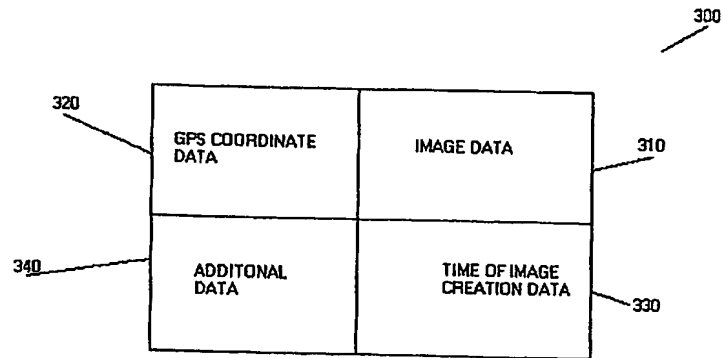 300
320
GPS COORDINATE
DATA
IMAGE DATA
310
340
ADDITONAL
DATA
TIME OF IMAGE
CREATION DATA
330